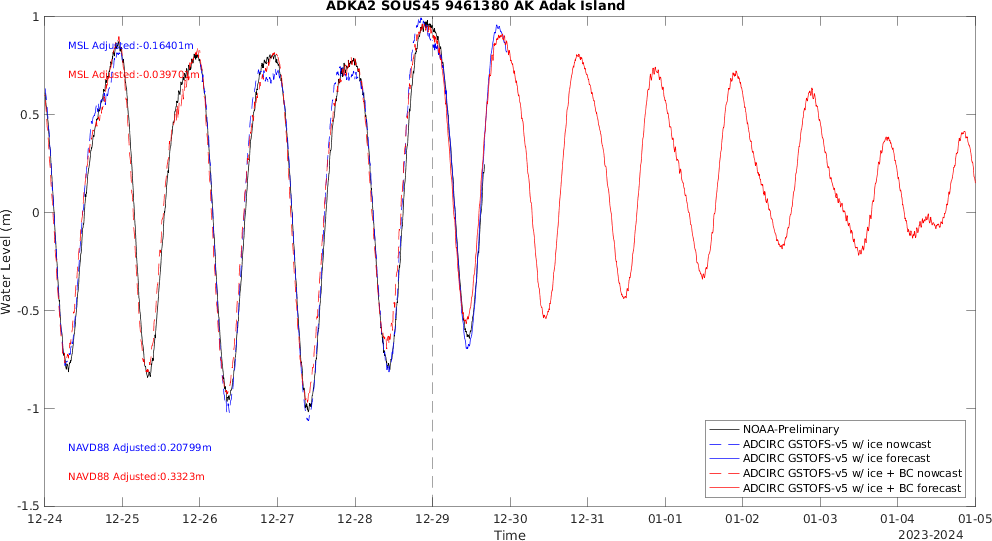 ADKA2 SOUS45 9461380 AK Adak Island
MSL Adjusted:-0.16401m
MSL Adjusted:-0.03970m
NAVD88 Adjusted:0.20799m
NAVD88 Adjusted:0.3323m
Water Level (m)
1
0.5
0
-0.5
-1
-1.5
NOAA-Preliminary
ADCIRC GSTOFS-v5 w/ ice nowcast
ADCIRC GSTOFS-v5 w/ ice forecast
ADCIRC GSTOFS-v5 w/ ice + BC nowcast
ADCIRC GSTOFS-v5 w/ ice + BC forecast
12-24 12-25 12-26 12-27 12-28 12-29 12-30 12-31 01-01 01-02 01-03 01-04 01-05
Time
2023-2024